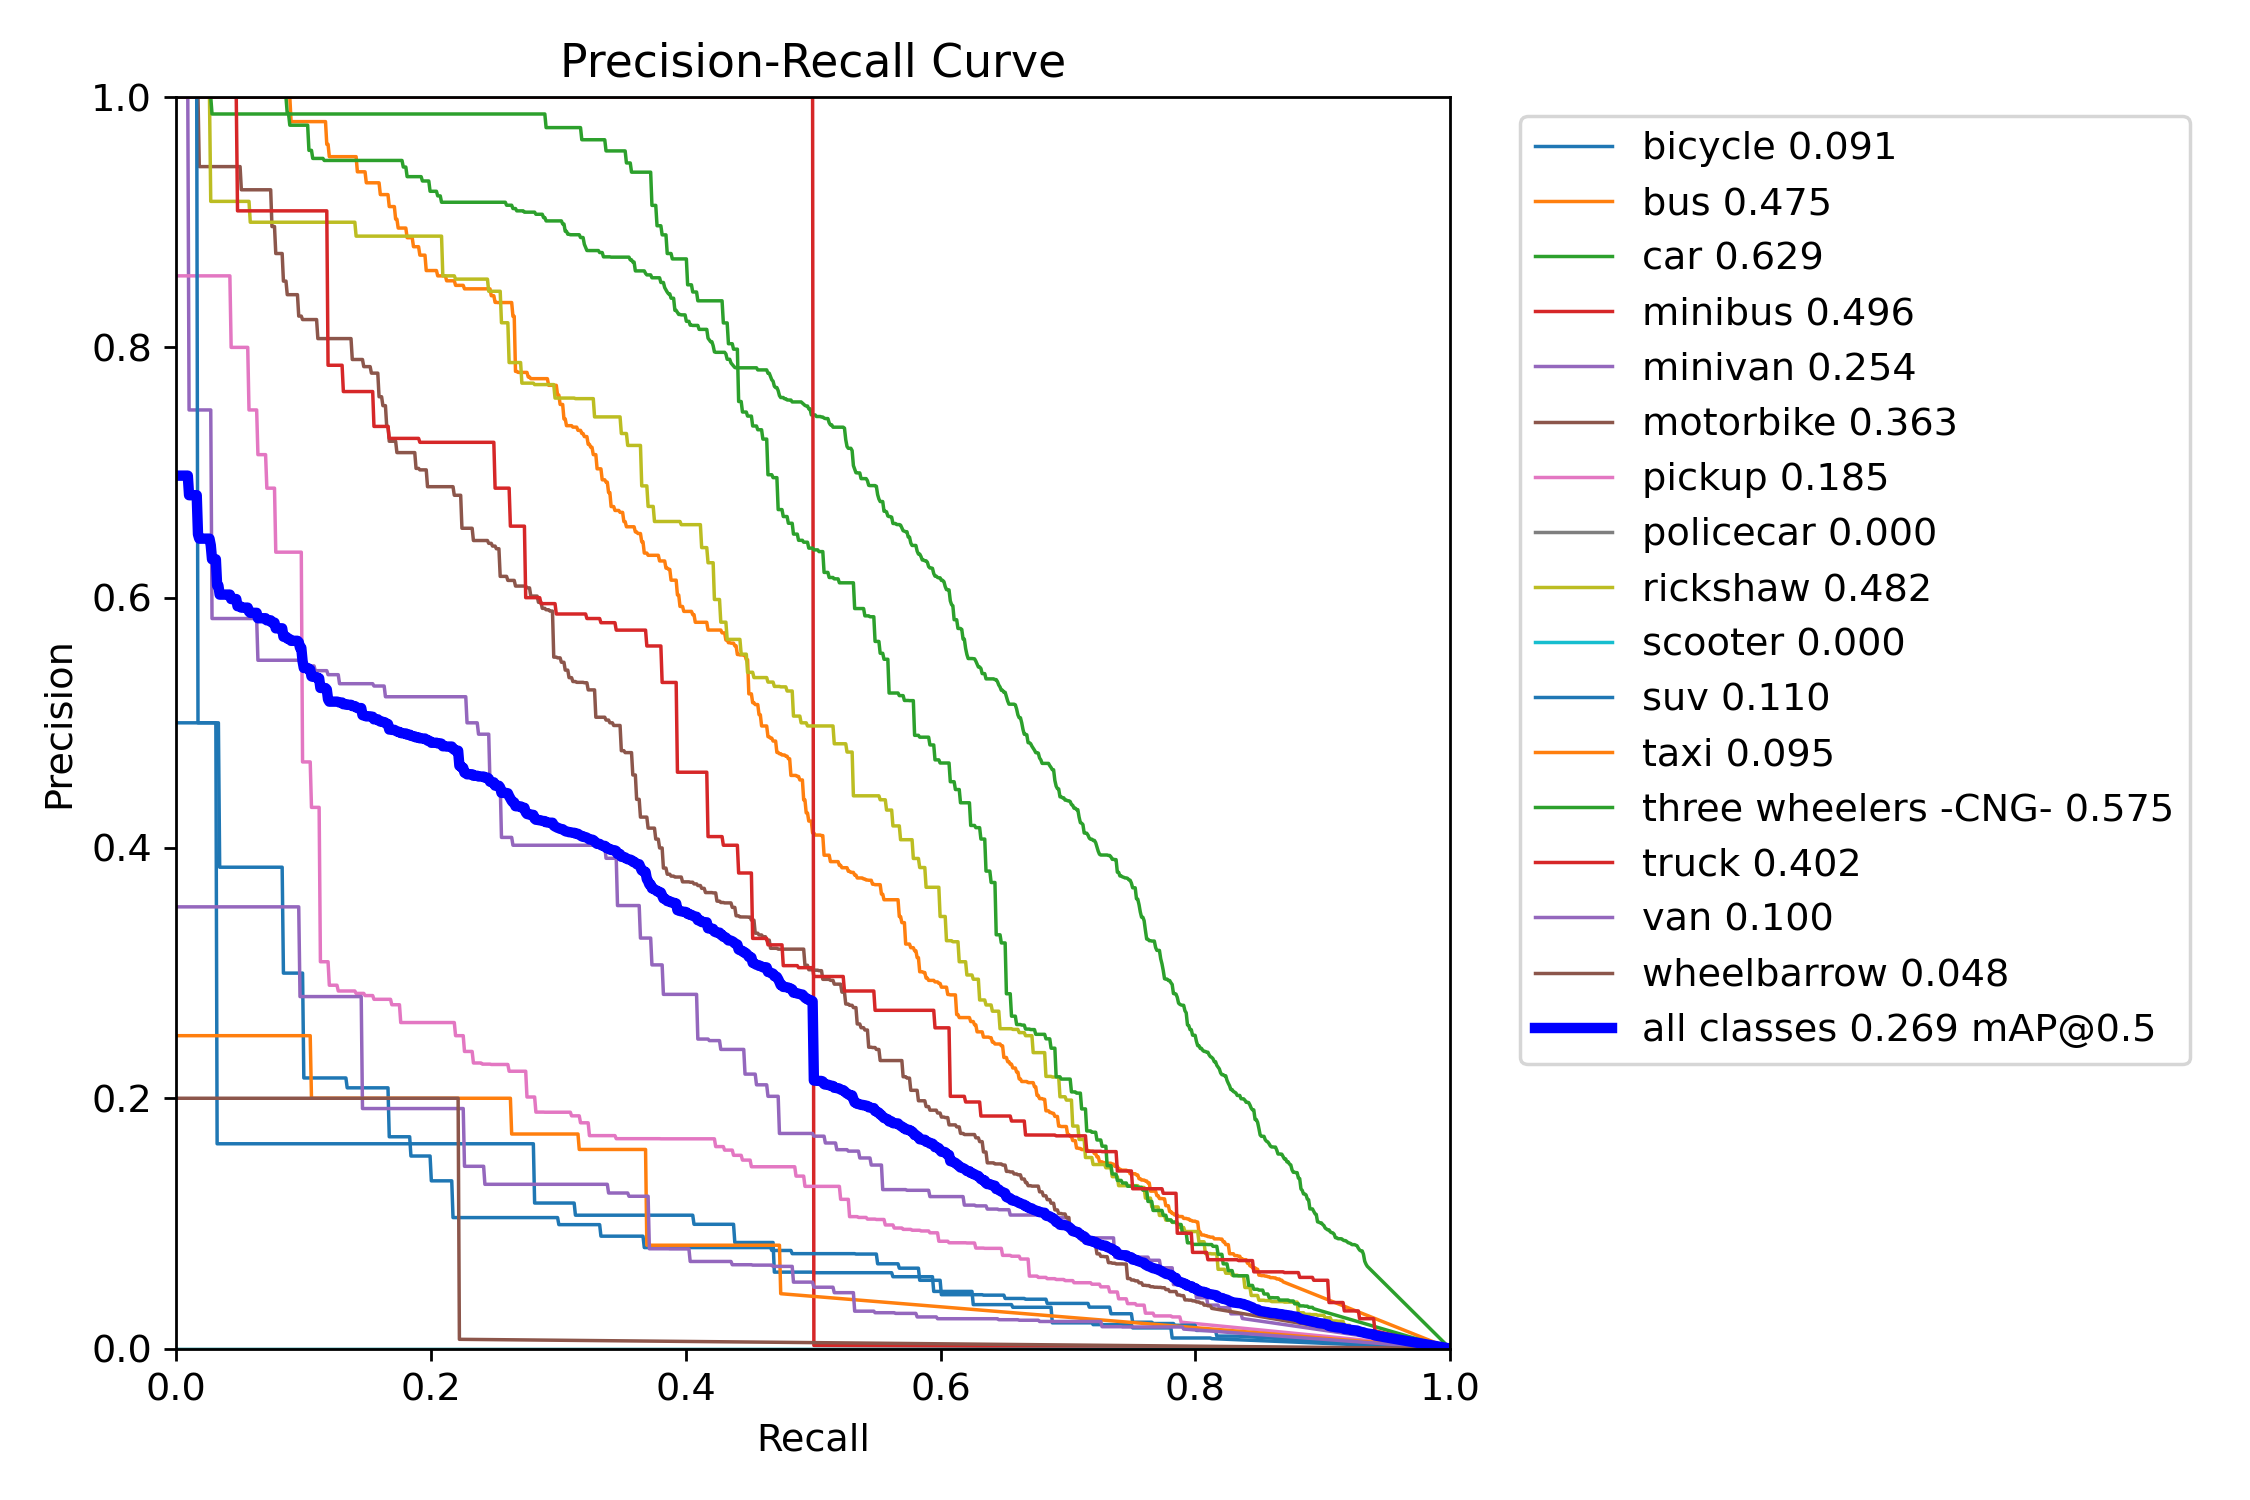 Precision-Recall Curve
1.0
0.8
0.6
0.4
0.2
0.0
Precision
0.0 0.2 0.4 0.6 0.8 1.0
Recall
bicycle 0.091
bus 0.475
car 0.629
minibus 0.496
minivan 0.254
motorbike 0.363
pickup 0.185
policecar 0.000
rickshaw 0.482
scooter 0.000
suv 0.110
taxi 0.095
three wheelers -CNG- 0.575
truck 0.402
van 0.100
wheelbarrow 0.048
all classes 0.269 mAP@0.5